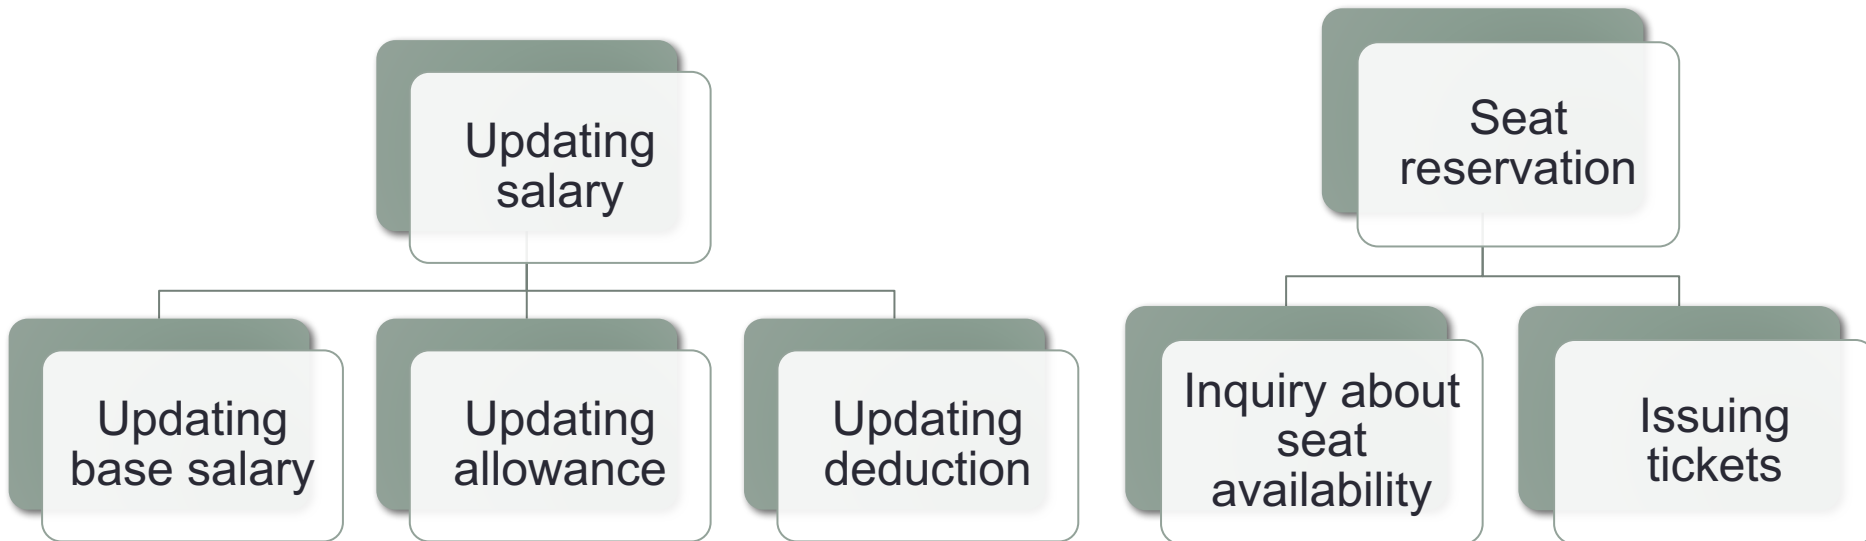 Updating
salary
Seat
reservation
Updating
base salary
Updating
allowance
Updating
deduction
Inquiry about
seat
availability
Issuing
tickets